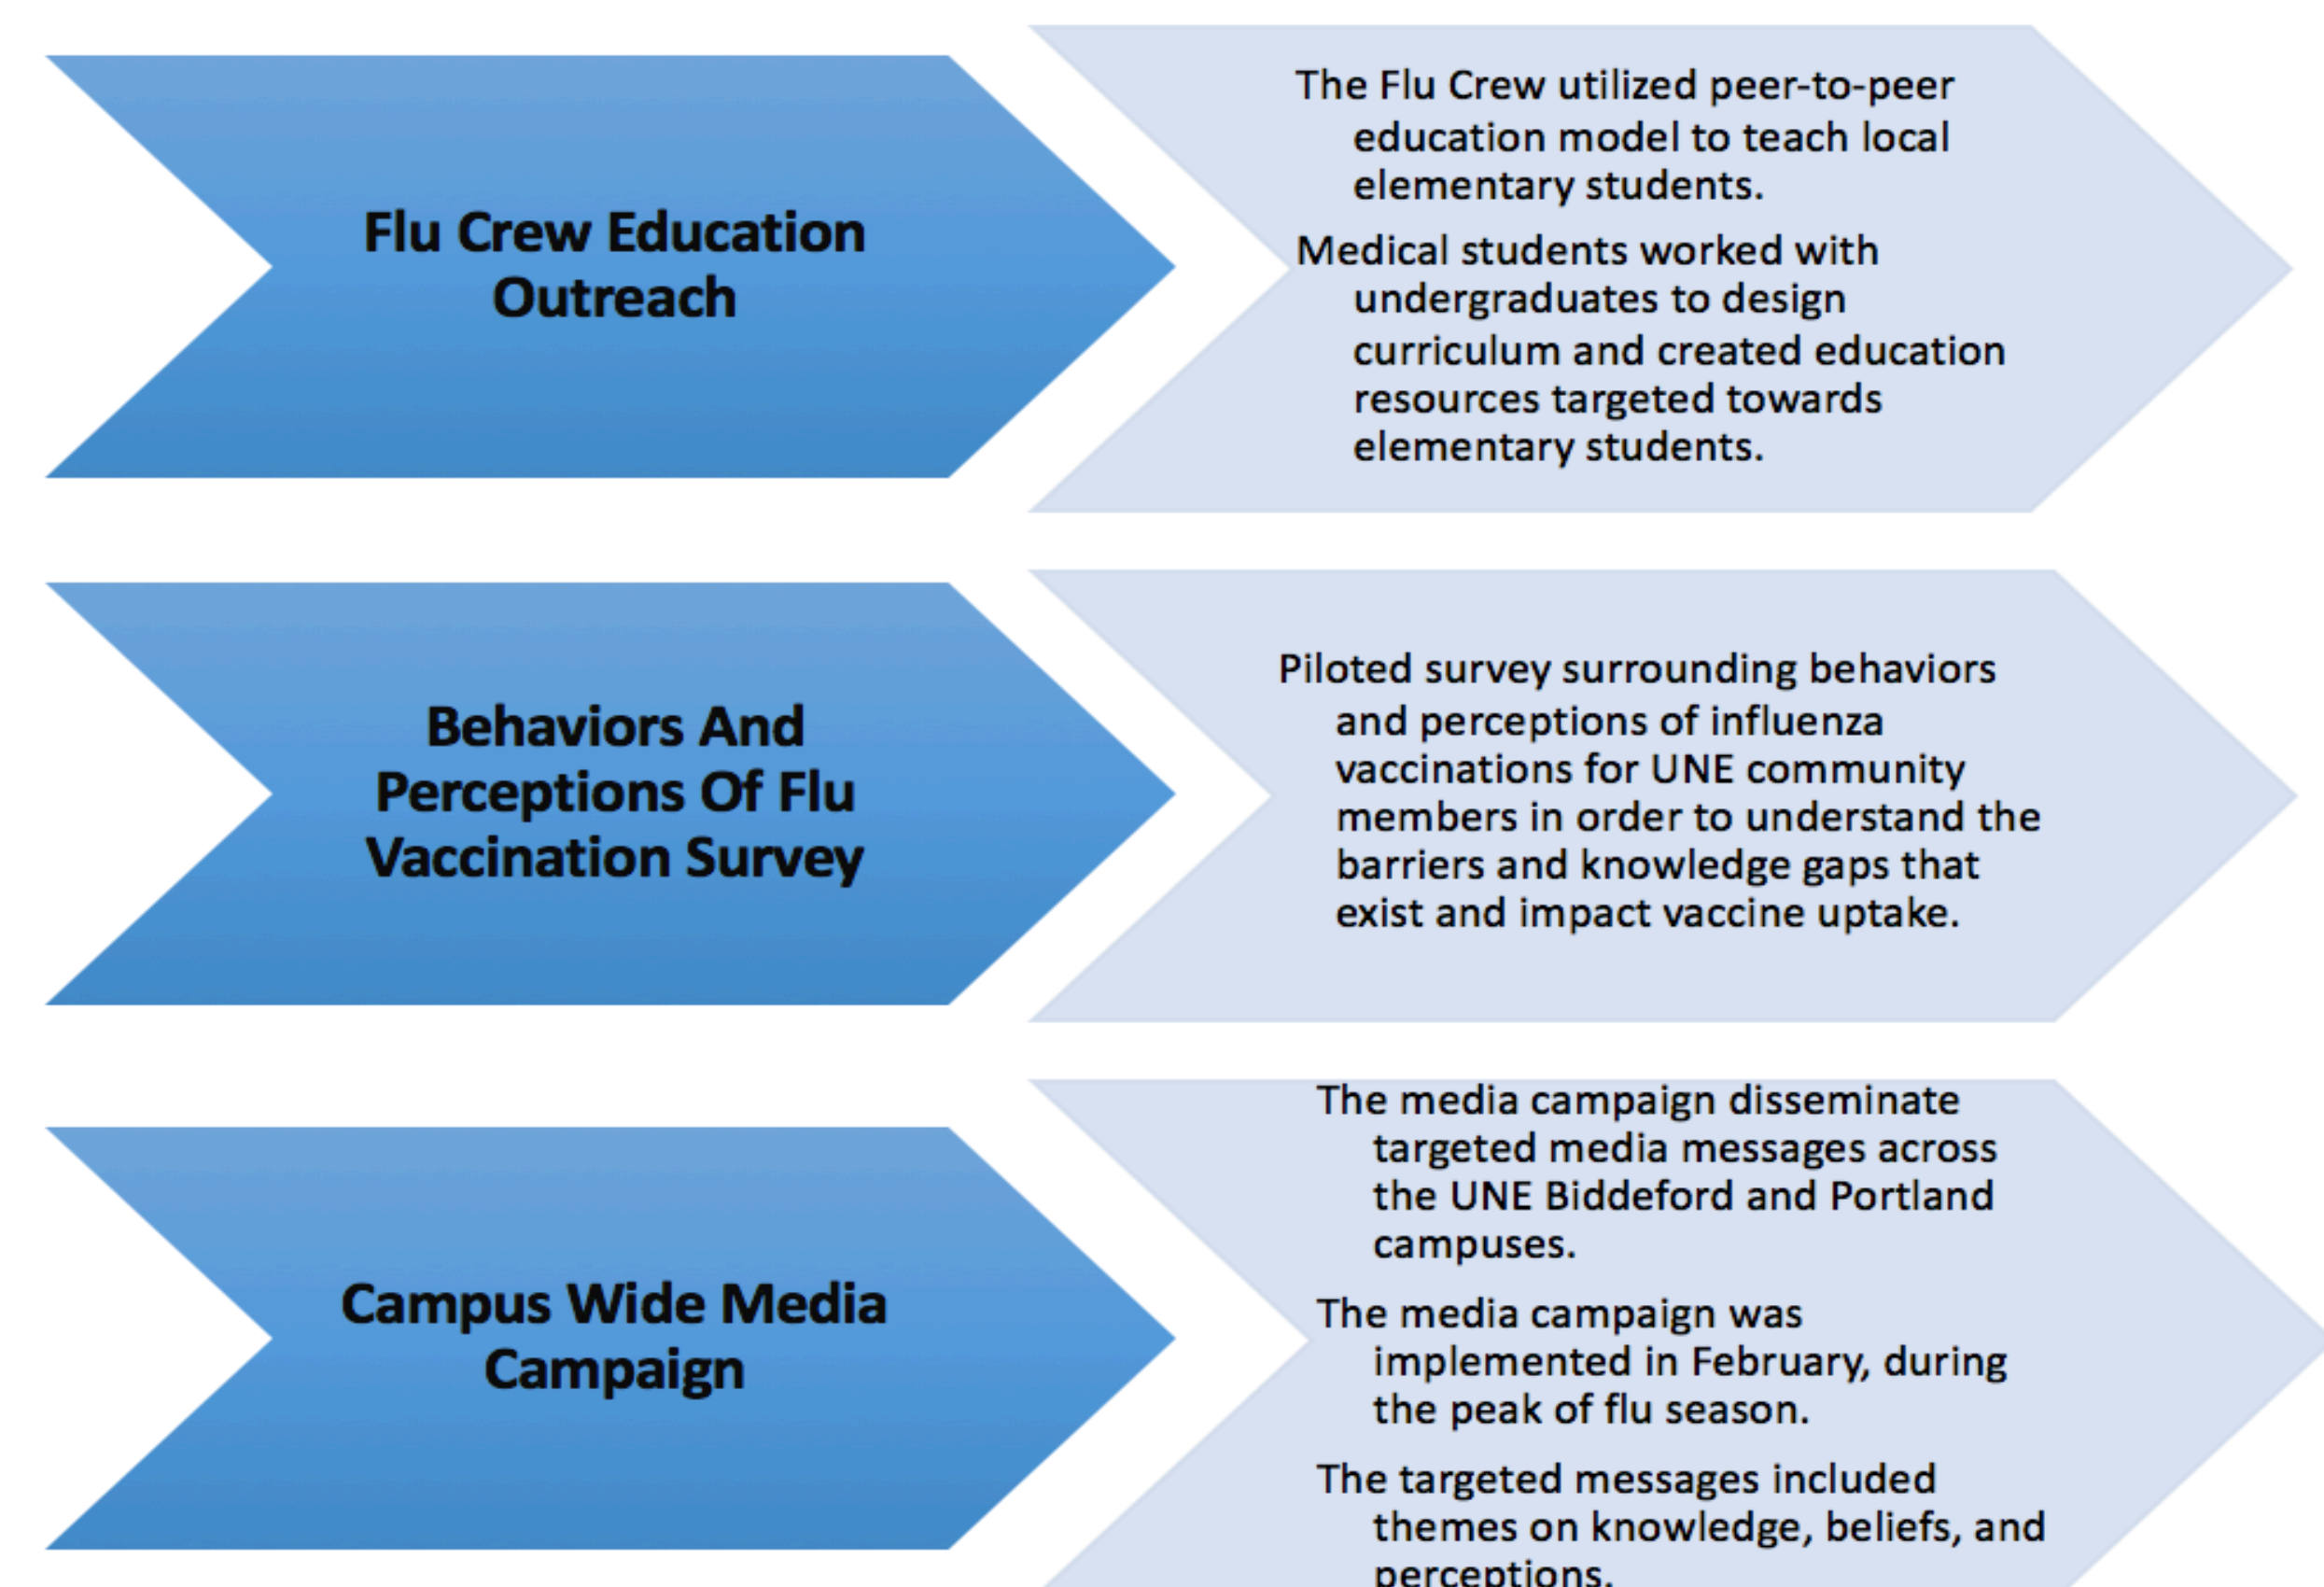 Flu Crew Education
Outreach
The Flu Crew utilized peer-to-peer
education model to teach local
elementary students.
Medical students worked with
undergraduates to design
curriculum and created education
resources targeted towards
elementary students.
Behaviors And
Perceptions Of Flu
Vaccination Survey
Piloted survey surrounding behaviors
and perceptions of influenza
vaccinations for UNE community
members in order to understand the
barriers and knowledge gaps that
exist and impact vaccine uptake.
Campus Wide Media
Campaign
The media campaign disseminate
targeted media messages across
the UNE Biddeford and Portland
campuses.
The media campaign was
implemented in February, during
the peak of flu season.
The targeted messages included
themes on knowledge, beliefs, and
perceptions.